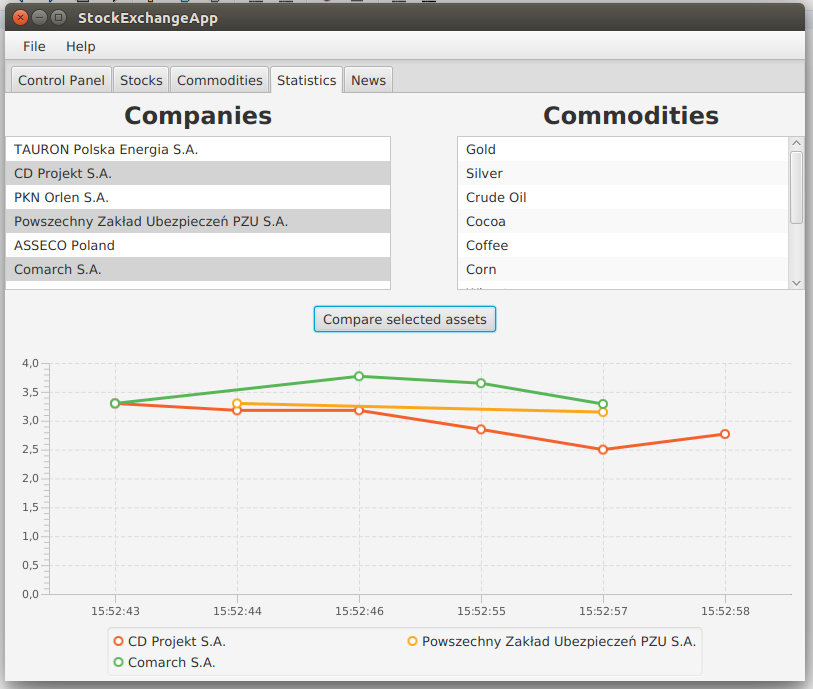 StockExchangeApp
File Help
Control Panel Stocks Commodities Statistics News
Companies Commodities
TAURON Polska Energia S.A. Gold
CD Projekt S.A. Silver
PKN Orlen S.A. Crude Oil
Powszechny Zakład Ubezpieczeń PZU S.A. Cocoa
ASSECO Poland Coffee
Comarch S.A. Corn
Compare selected assets
4,0
3,5
3,0
2,5
2,0
1,5
1,0
0,5
0,0
15:52:43 15:52:44 15:52:46 15:52:55 15:52:57 15:52:58
CD Projekt S.A. Powszechny Zakład Ubezpieczeń PZU S.A.
Comarch S.A.